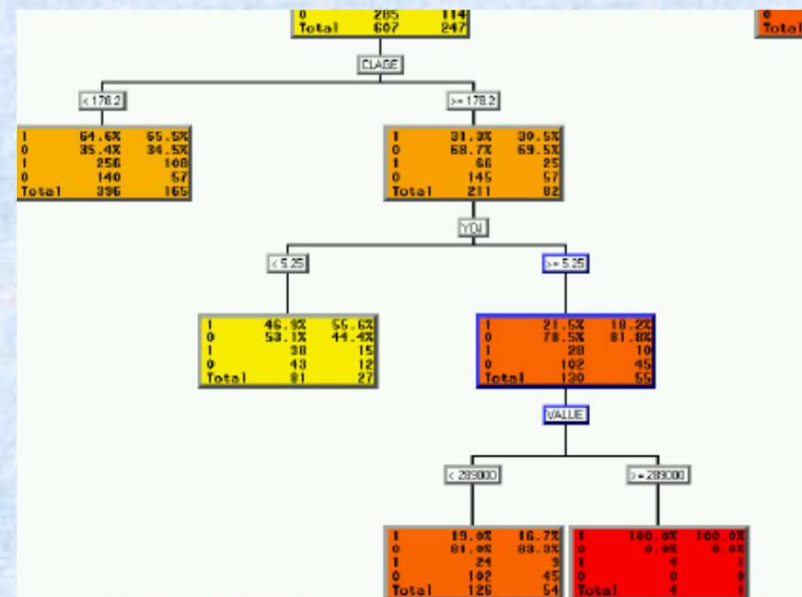 0 285 114
Total 607 247
0
Total
CLAGE
< 178.2
>= 178.2
1 64.6% 65.5%
0 35.4% 34.5%
1 256 108
0 140 57
Total 396 165
1 31.3% 30.5%
0 68.7% 69.5%
1 66 25
0 145 57
Total 211 82
YOJ
< 5.25
>= 5.25
1 46.9% 55.6%
0 53.1% 44.4%
1 38 15
0 43 12
Total 81 27
1 21.5% 18.2%
0 78.5% 81.8%
1 28 10
0 102 45
Total 130 55
VALUE
< 289000
>= 289000
1 19.0% 16.7%
0 81.0% 83.3%
1 24 9
0 102 45
Total 126 54
1 100.0% 100.0%
0 0.0% 0.0%
1 4 1
0 0 0
Total 4 1